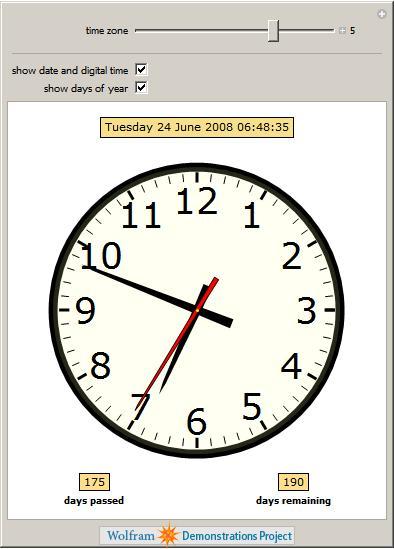 time zone 5
show date and digital time
show days of year
Tuesday 24 June 2008 06:48:35
12
11 1
10 2
9 3
8 4
7 5
6
175 190
days passed days remaining
Wolfram Demonstrations Project